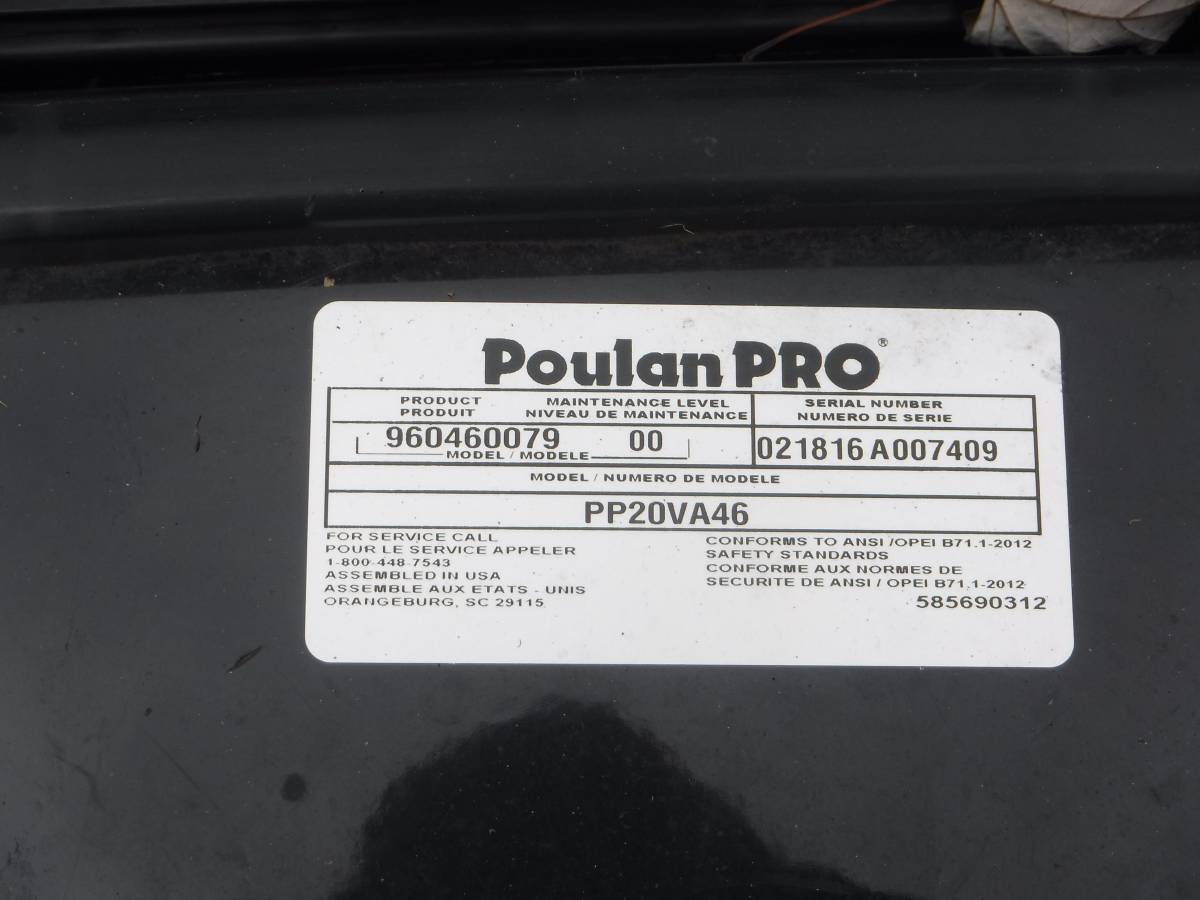 Poulan PRO®
PRODUCT MAINTENANCE LEVEL SERIAL NUMBER
PRODUIT NIVEAU DE MAINTENANCE NUMERO DE SERIE
960460079 00 021816 A007409
MODEL / MODELE
MODEL / NUMERO DE MODELE
PP20VA46
FOR SERVICE CALL
POUR LE SERVICE APPELER
1-800-448-7543
ASSEMBLED IN USA
ASSEMBLE AUX ETATS - UNIS
ORANGEBURG, SC 29115
CONFORMS TO ANSI /OPEI B71.1-2012
SAFETY STANDARDS
CONFORME AUX NORMES DE
SECURITE DE ANSI / OPEI B71.1-2012
585690312